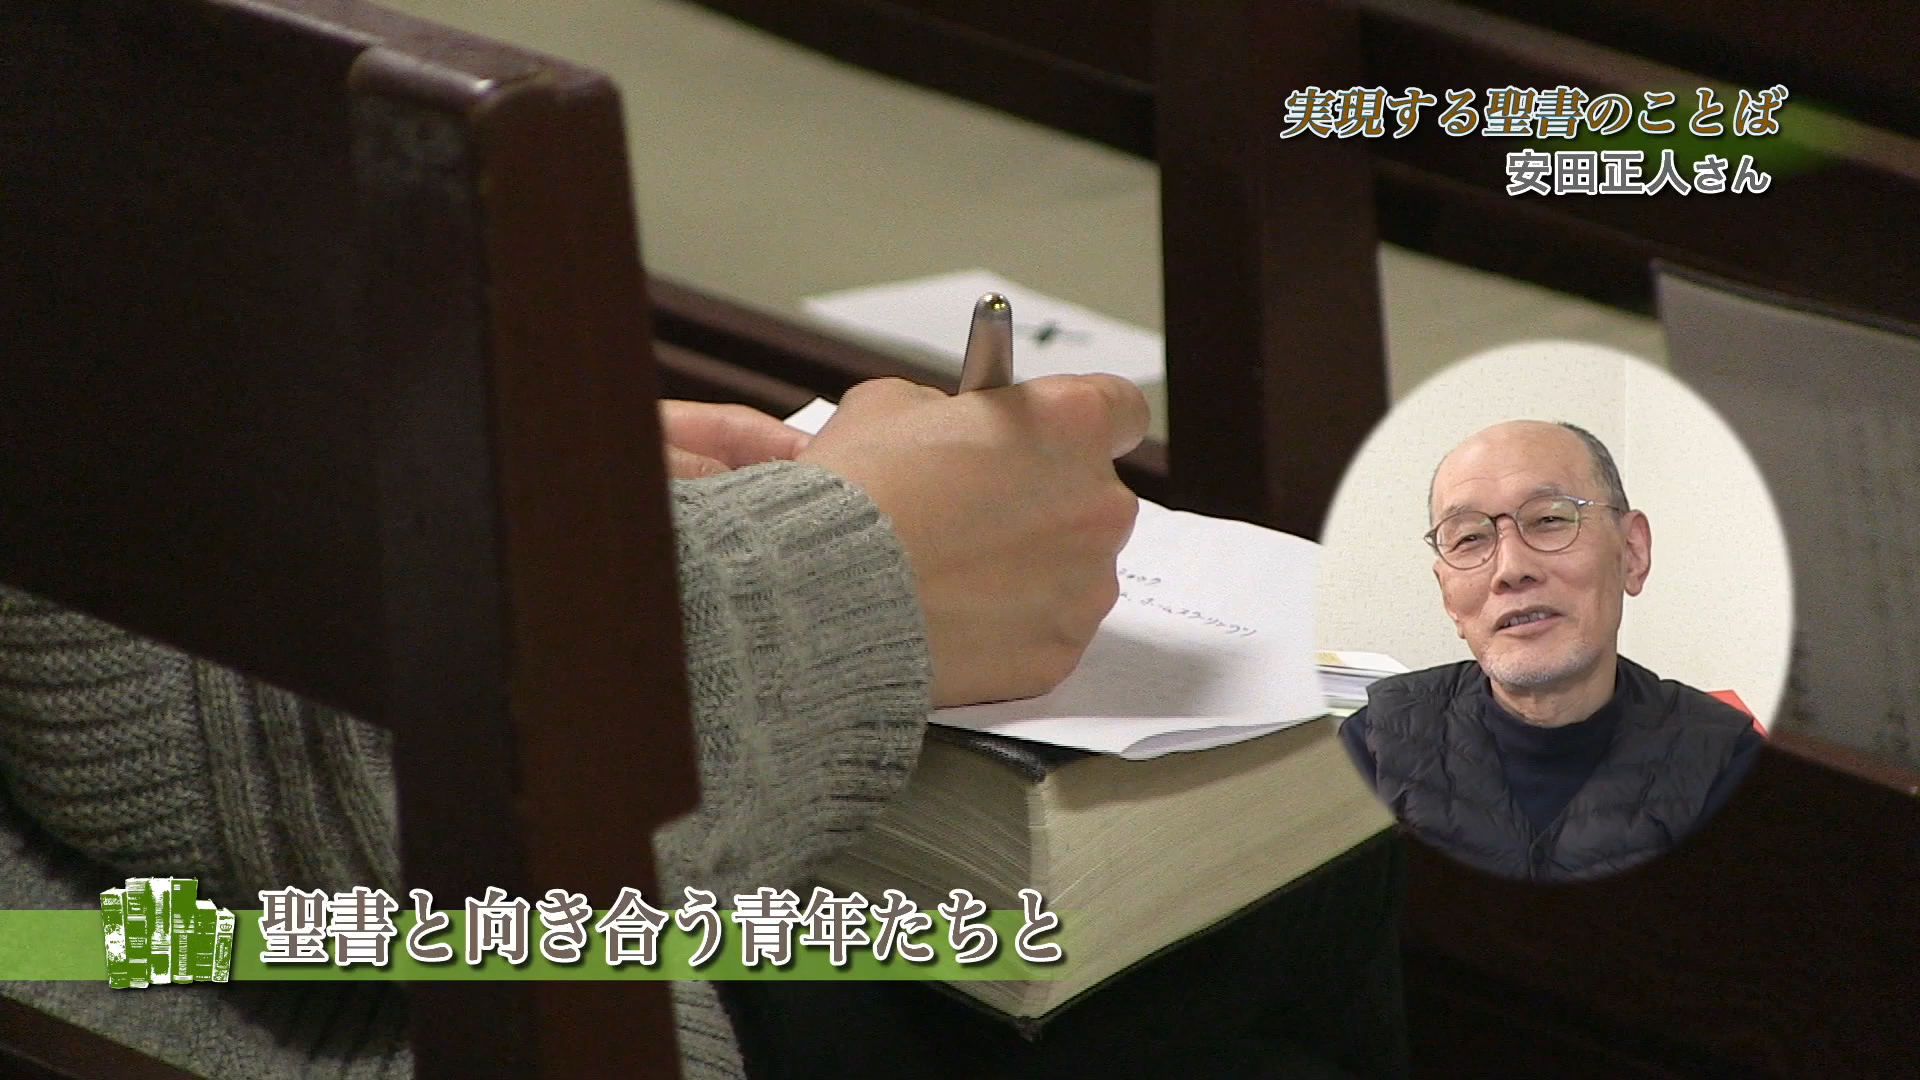 実現する聖書のことば
安田正人さん
聖書と向き合う青年たちと